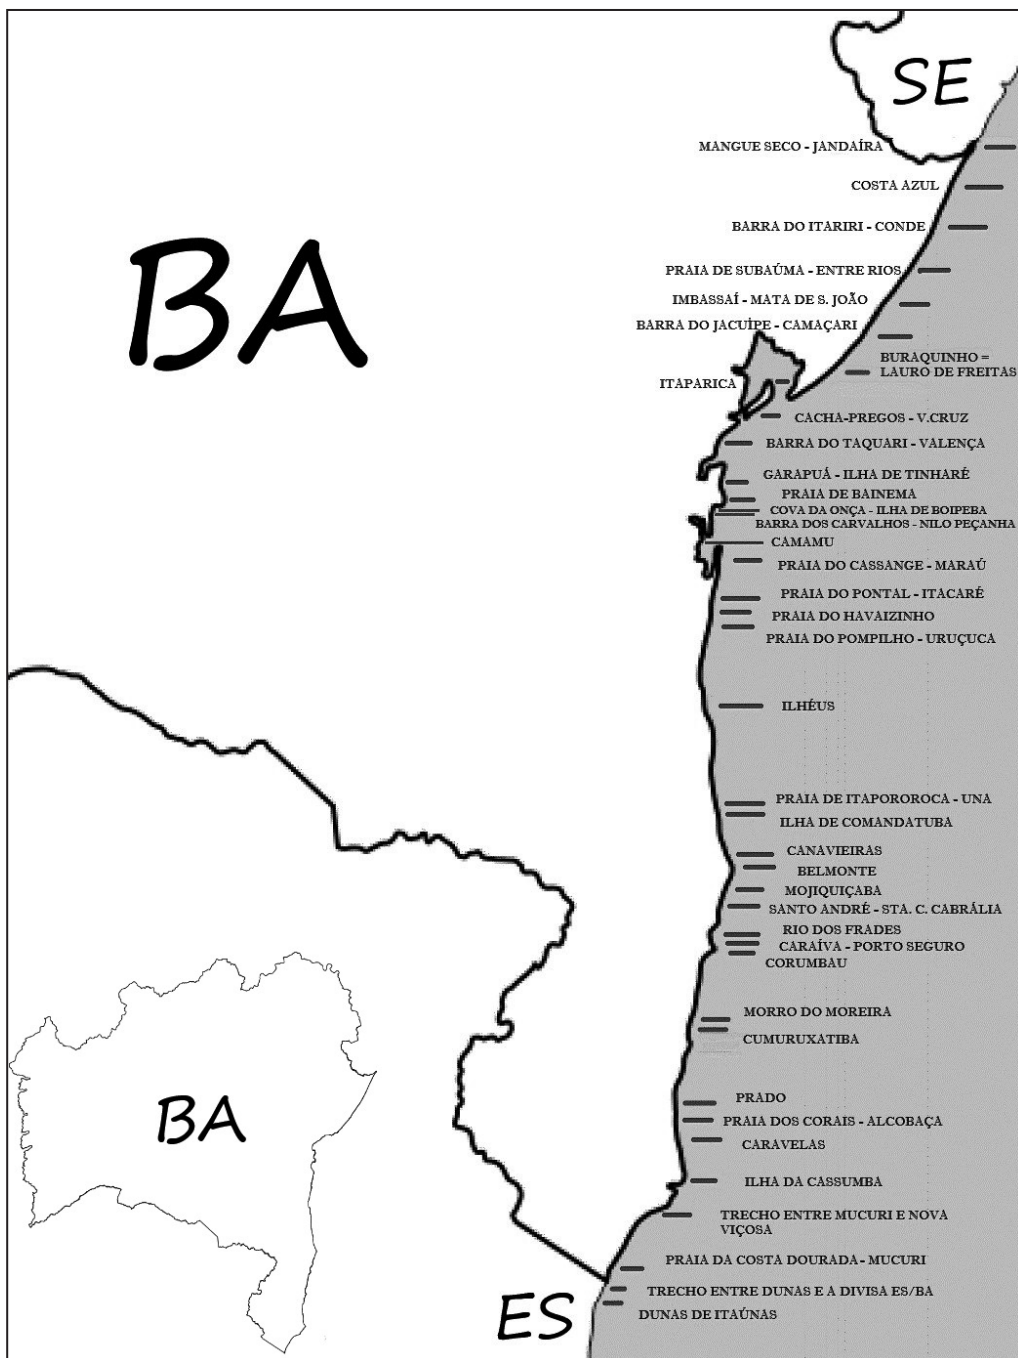 SE
MANGUE SECO - JANDAÍRA
COSTA AZUL
BARRA DO ITARIRI - CONDE
BA
PRAIA DE SUBAÚMA - ENTRE RIOS
IMBASSAÍ - MATA DE S. JOÃO
BARRA DO JACUÍPE - CAMAÇARI
BURAQUINHO =
LAURO DE FREITAS
ITAPARICA
CACHA-PREGOS - V.CRUZ
BARRA DO TAQUARI - VALENÇA
GARAPUÁ - ILHA DE TINHARÉ
PRAIA DE BAINEMA
COVA DA ONÇA - ILHA DE BOIPEBA
BARRA DOS CARVALHOS - NILO PEÇANHA
CAMAMU
PRAIA DO CASSANGE - MARAÚ
PRAIA DO PONTAL - ITACARÉ
PRAIA DO HAVAIZINHO
PRAIA DO POMPILHO - URUÇUCA
ILHÉUS
PRAIA DE ITAPOROROCA - UNA
ILHA DE COMANDATUBA
CANAVIEIRAS
BELMONTE
MOJIQUIÇABA
SANTO ANDRÉ - STA. C. CABRÁLIA
RIO DOS FRADES
CARAÍVA - PORTO SEGURO
CORUMBAU
MORRO DO MOREIRA
CUMURUXATIBA
PRADO
BA
PRAIA DOS CORAIS - ALCOBAÇA
CARAVELAS
ILHA DA CASSUMBA
TRECHO ENTRE MUCURI E NOVA
VIÇOSA
PRAIA DA COSTA DOURADA- MUCURI
TRECHO ENTRE DUNAS E A DIVISA ES/BA
ES
DUNAS DE ITAÚNAS